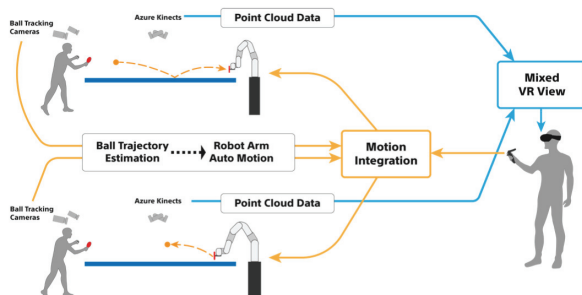 Ball Tracking
Cameras
Azure Kinects
Point Cloud Data
Mixed
VR View
Ball Trajectory
Estimation
Robot Arm
Auto Motion
Motion
Integration
Ball Tracking
Cameras
Azure Kinects
Point Cloud Data